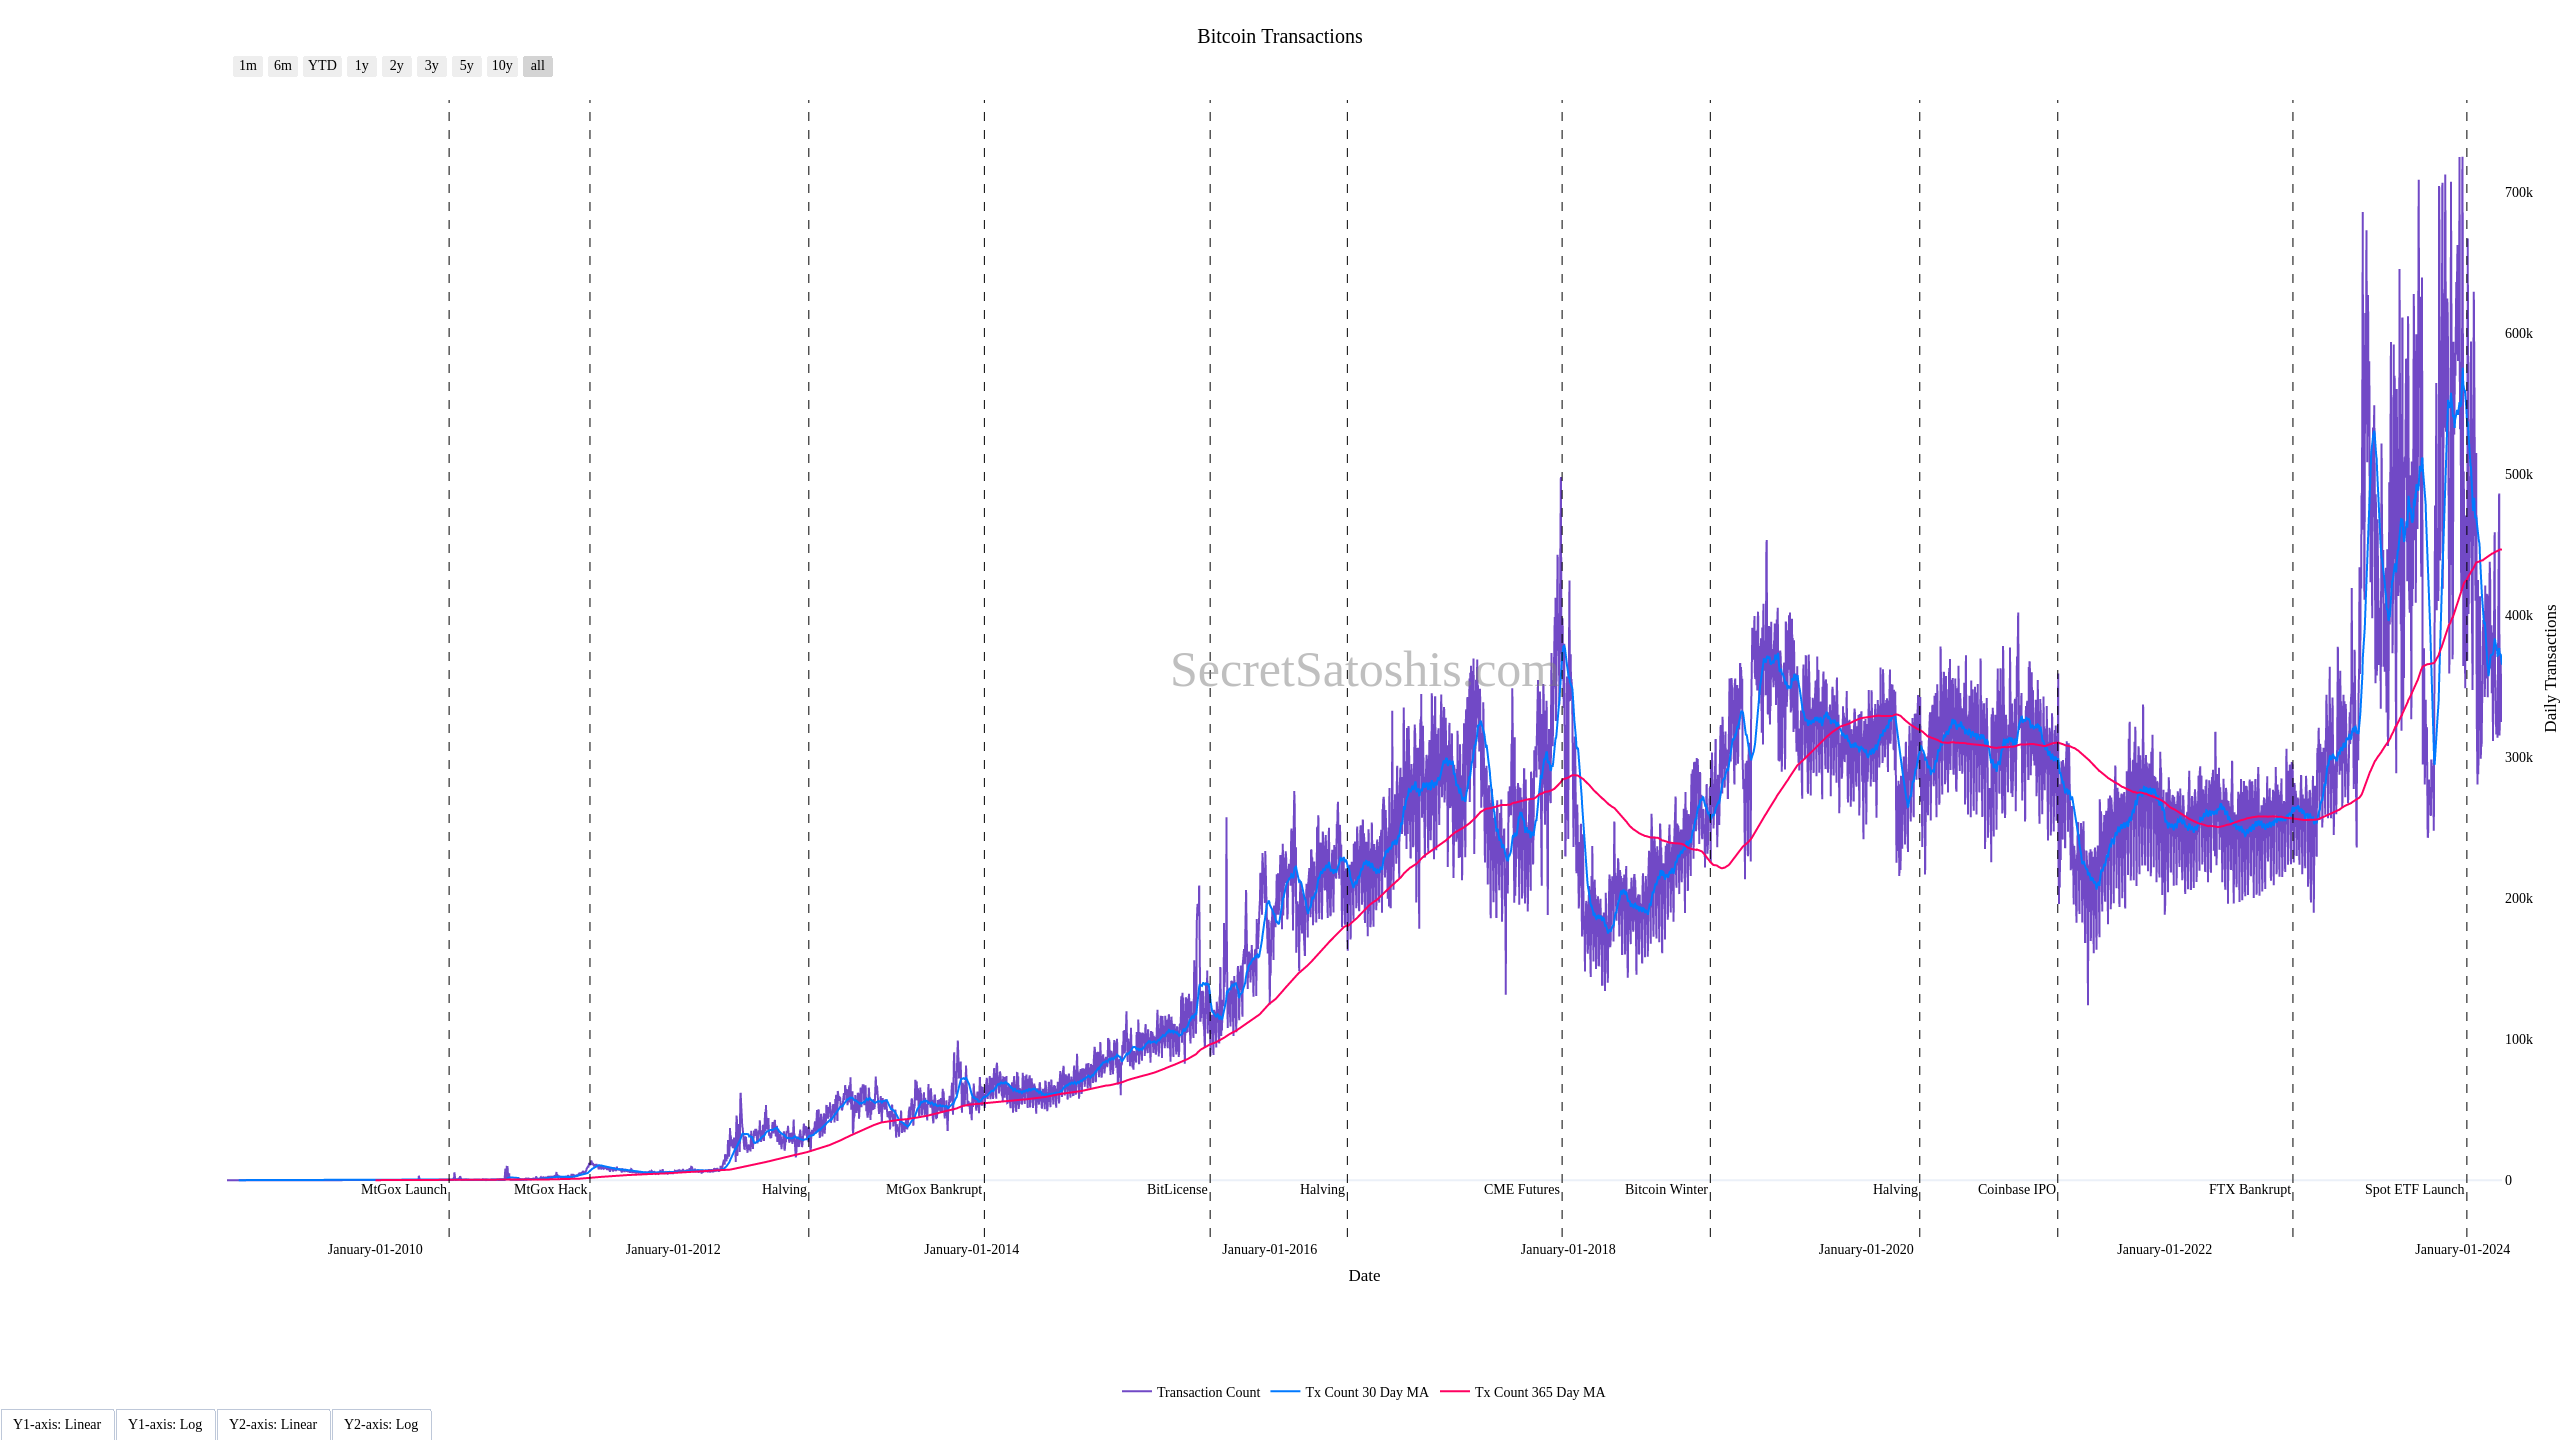 Bitcoin Transactions
1m 6m YTD 1y 2y 3y 5y 10y all
700k
600k
500k
400k
300k
200k
100k
0
Daily Transactions
SecretSatoshis.com
MtGox Launch MtGox Hack Halving MtGox Bankrupt BitLicense Halving CME Futures Bitcoin Winter Halving Coinbase IPO FTX Bankrupt Spot ETF Launch
January-01-2010 January-01-2012 January-01-2014 January-01-2016 January-01-2018 January-01-2020 January-01-2022 January-01-2024
Date
Transaction Count Tx Count 30 Day MA Tx Count 365 Day MA
Y1-axis: Linear Y1-axis: Log Y2-axis: Linear Y2-axis: Log